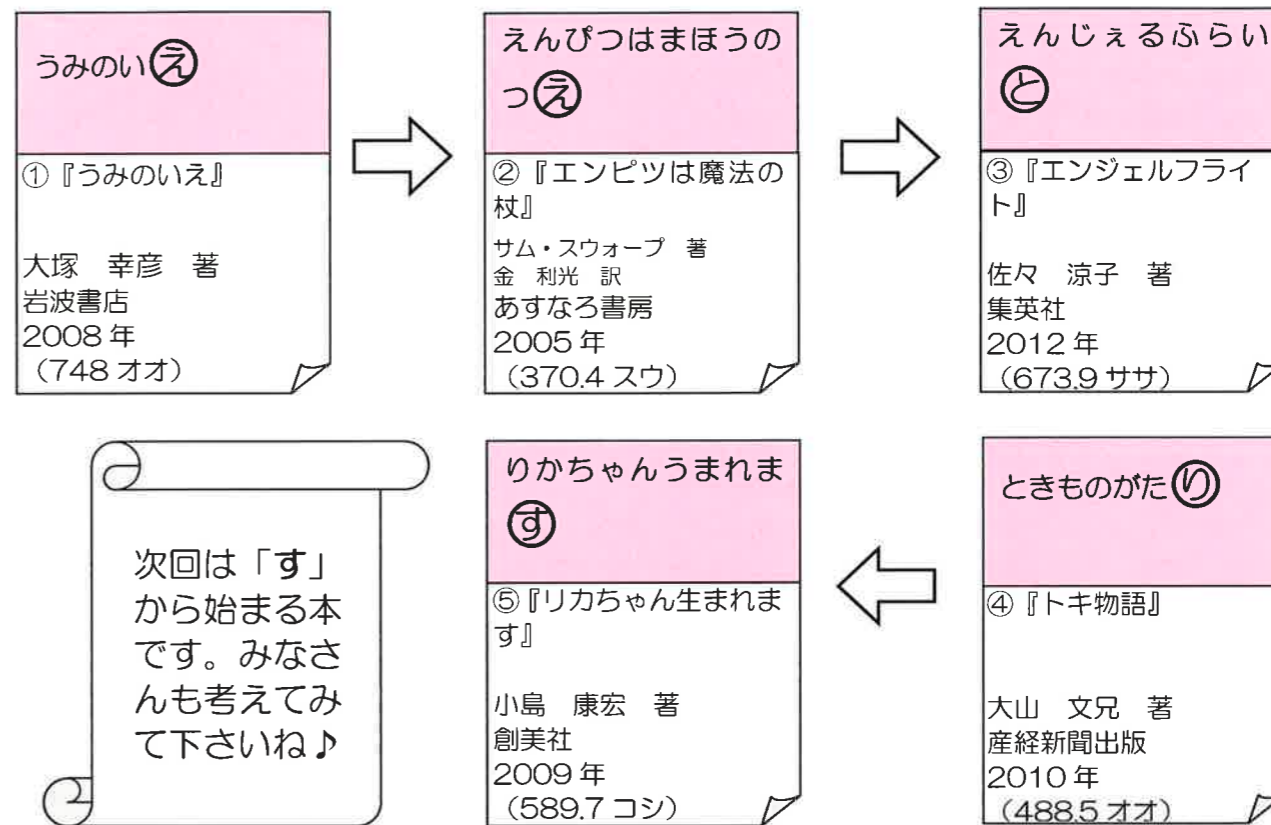 うみのいえ
①『うみのいえ』
大塚 幸彦 著
岩波書店
2008年
(748オオ)
えんぴつはまほうの
つえ
②『エンピツは魔法の
杖』
サム・スウォープ 著
金 利光 訳
あすなろ書房
2005年
(370.4スウ)
えんじぇるふらい
と
③『エンジェルフライ
ト』
佐々 涼子 著
集英社
2012年
(673.9ササ)
ときものがたり
④『トキ物語』
大山 文兄 著
産経新聞出版
2010年
(488.5オオ)
りかちゃんうまれま
す
⑤『リカちゃん生まれま
す』
小島 康宏 著
創美社
2009年
(589.7コシ)
次回は「す」
から始まる本
です。みなさ
んも考えてみ
て下さいね♪